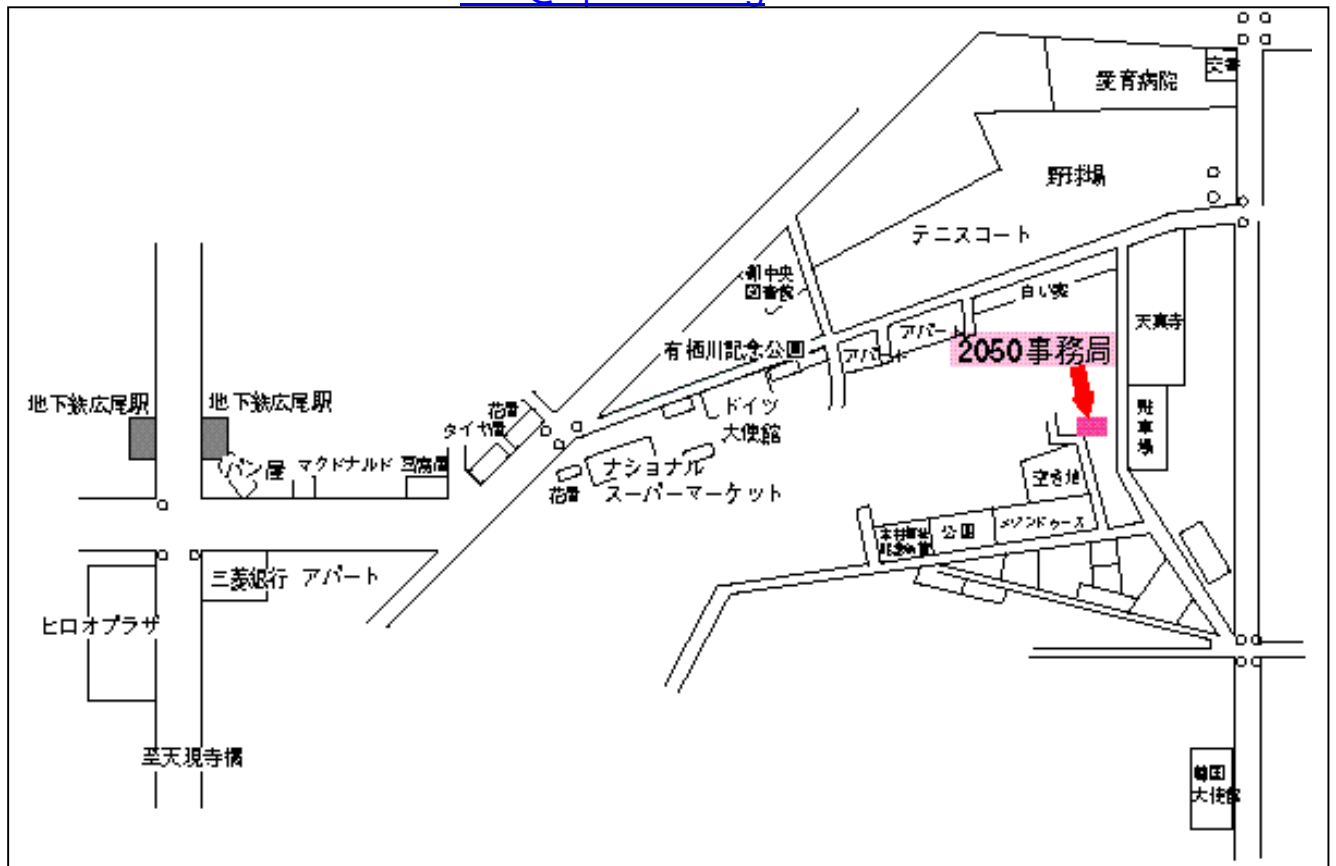 交番
愛育病院
野球場
テニスコート
都中央
図書館
白い家
天真寺
有栖川記念公園
アパート
アパート
2050事務局
地下鉄広尾駅
地下鉄広尾駅
花屋
タイヤ屋
ドイツ
大使館
駐車場
パン屋
マクドナルド
豆腐屋
ナショナル
スーパーマーケット
花屋
空き地
公園
三菱銀行
アパート
ヒロオプラザ
至天現寺橋
韓国
大使館